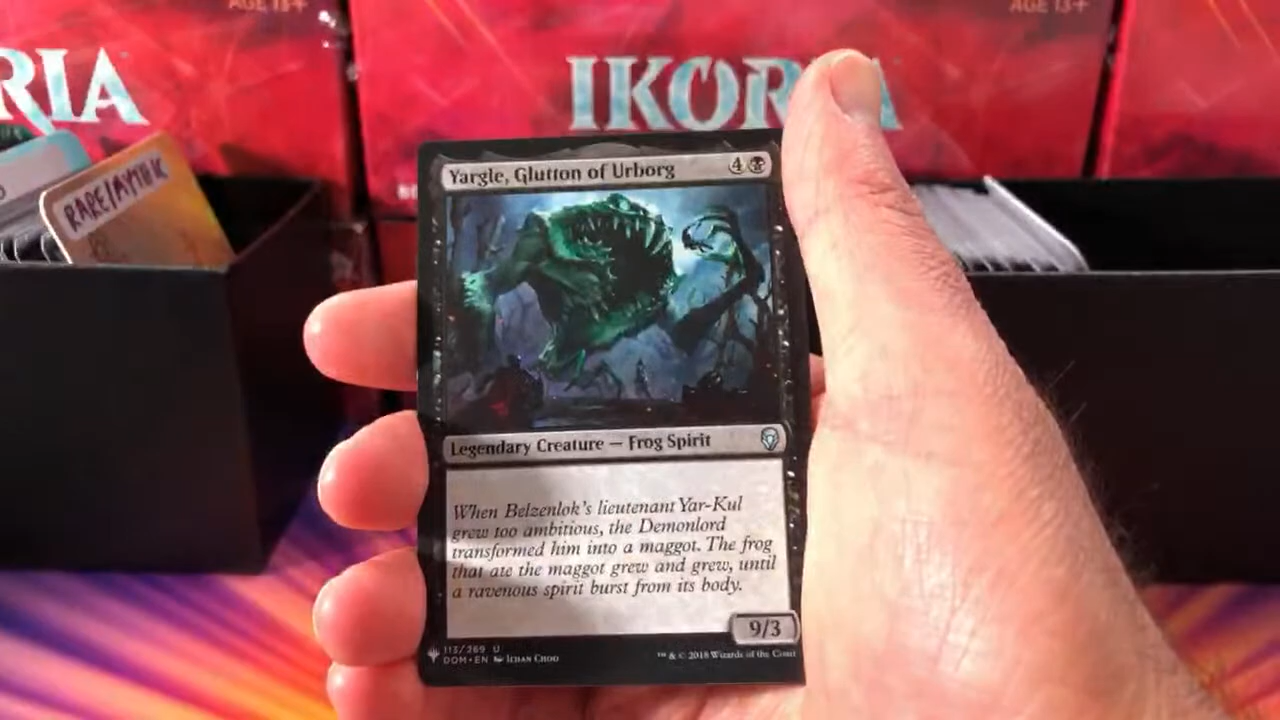 AGE 13+
AGE 13+
RIA
IKORIA
RARE/MYTHIC
Yargle, Glutton of Urborg
4
Legendary Creature — Frog Spirit
When Belzenlok's lieutenant Yar-Kul
grew too ambitious, the Demonlord
transformed him into a maggot. The frog
that ate the maggot grew and grew, until
a ravenous spirit burst from its body.
9/3
113/269 U
DOM • EN
™ & © 2018 Wizards of the Coast